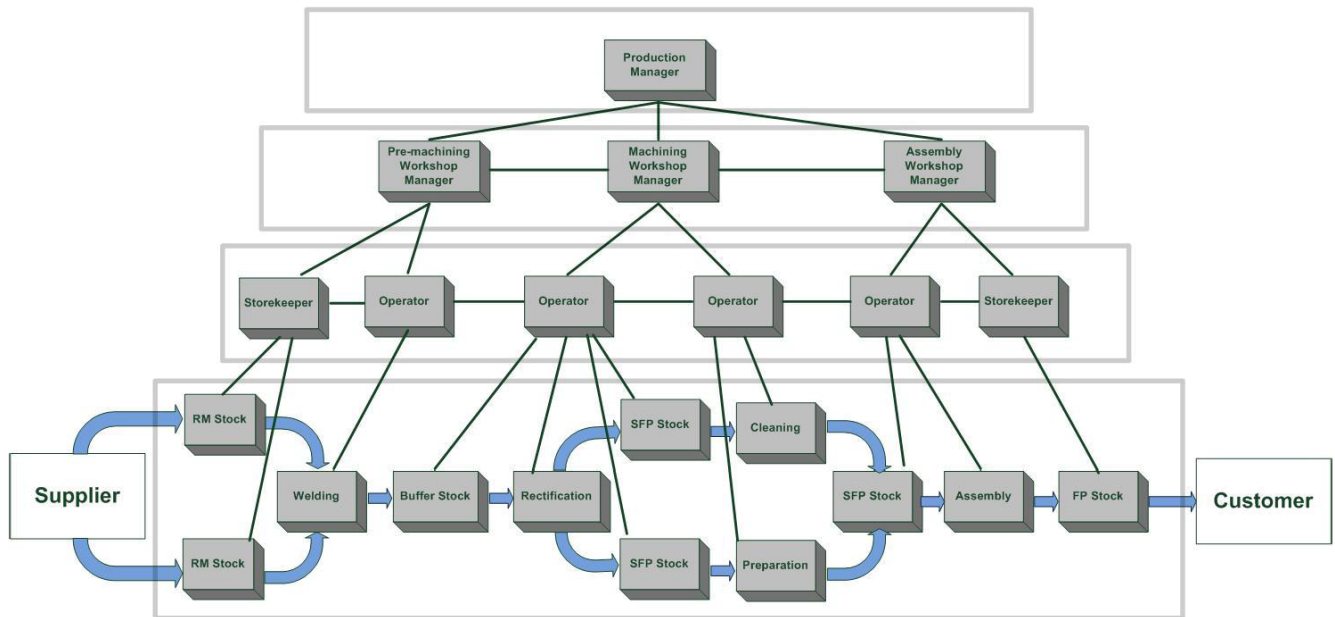 Production
Manager
Pre-machining
Workshop
Manager
Machining
Workshop
Manager
Assembly
Workshop
Manager
Storekeeper
Operator
Operator
Operator
Operator
Storekeeper
RM Stock
SFP Stock
Cleaning
Supplier
Welding
Buffer Stock
Rectification
SFP Stock
Assembly
FP Stock
Customer
RM Stock
SFP Stock
Preparation